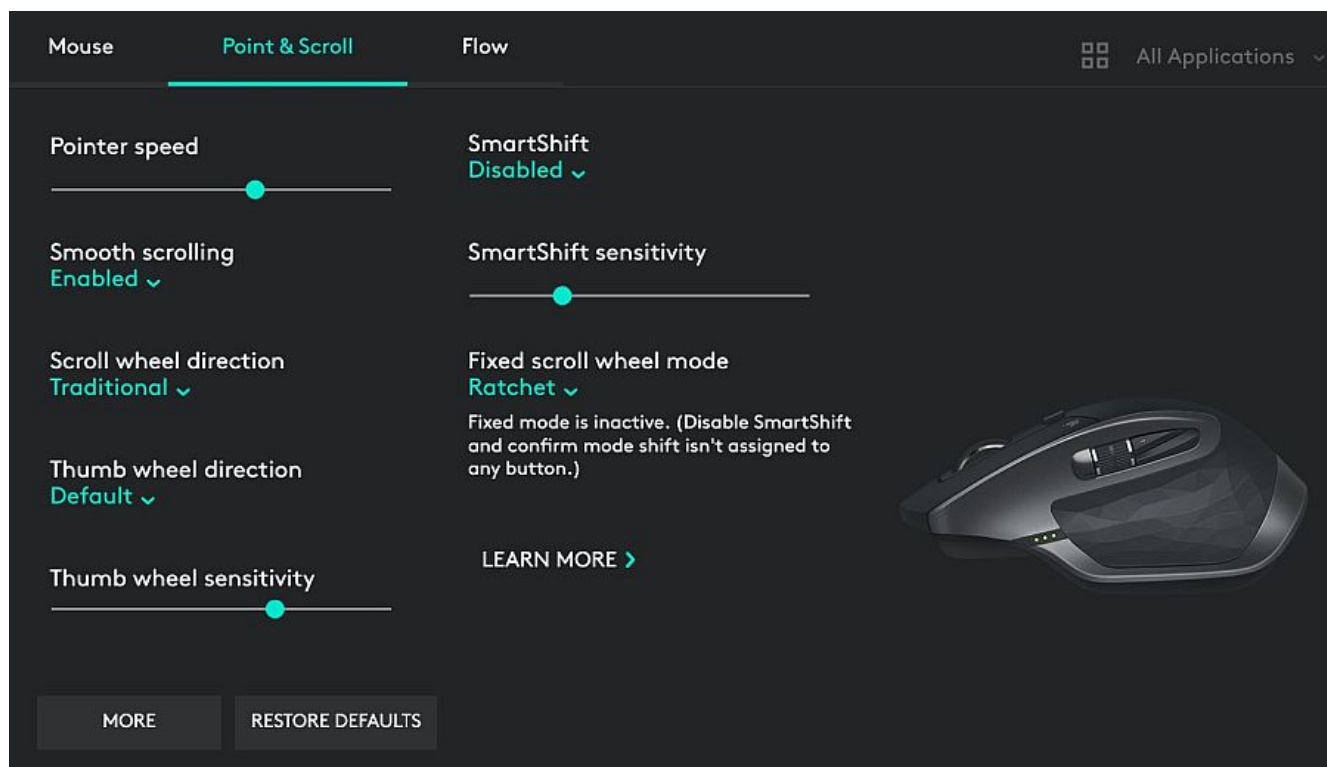 Mouse
Point & Scroll
Flow
All Applications
Pointer speed
Smooth scrolling
Enabled
Scroll wheel direction
Traditional
Thumb wheel direction
Default
Thumb wheel sensitivity
SmartShift
Disabled
SmartShift sensitivity
Fixed scroll wheel mode
Ratchet
Fixed mode is inactive. (Disable SmartShift
and confirm mode shift isn't assigned to
any button.)
LEARN MORE
MORE
RESTORE DEFAULTS